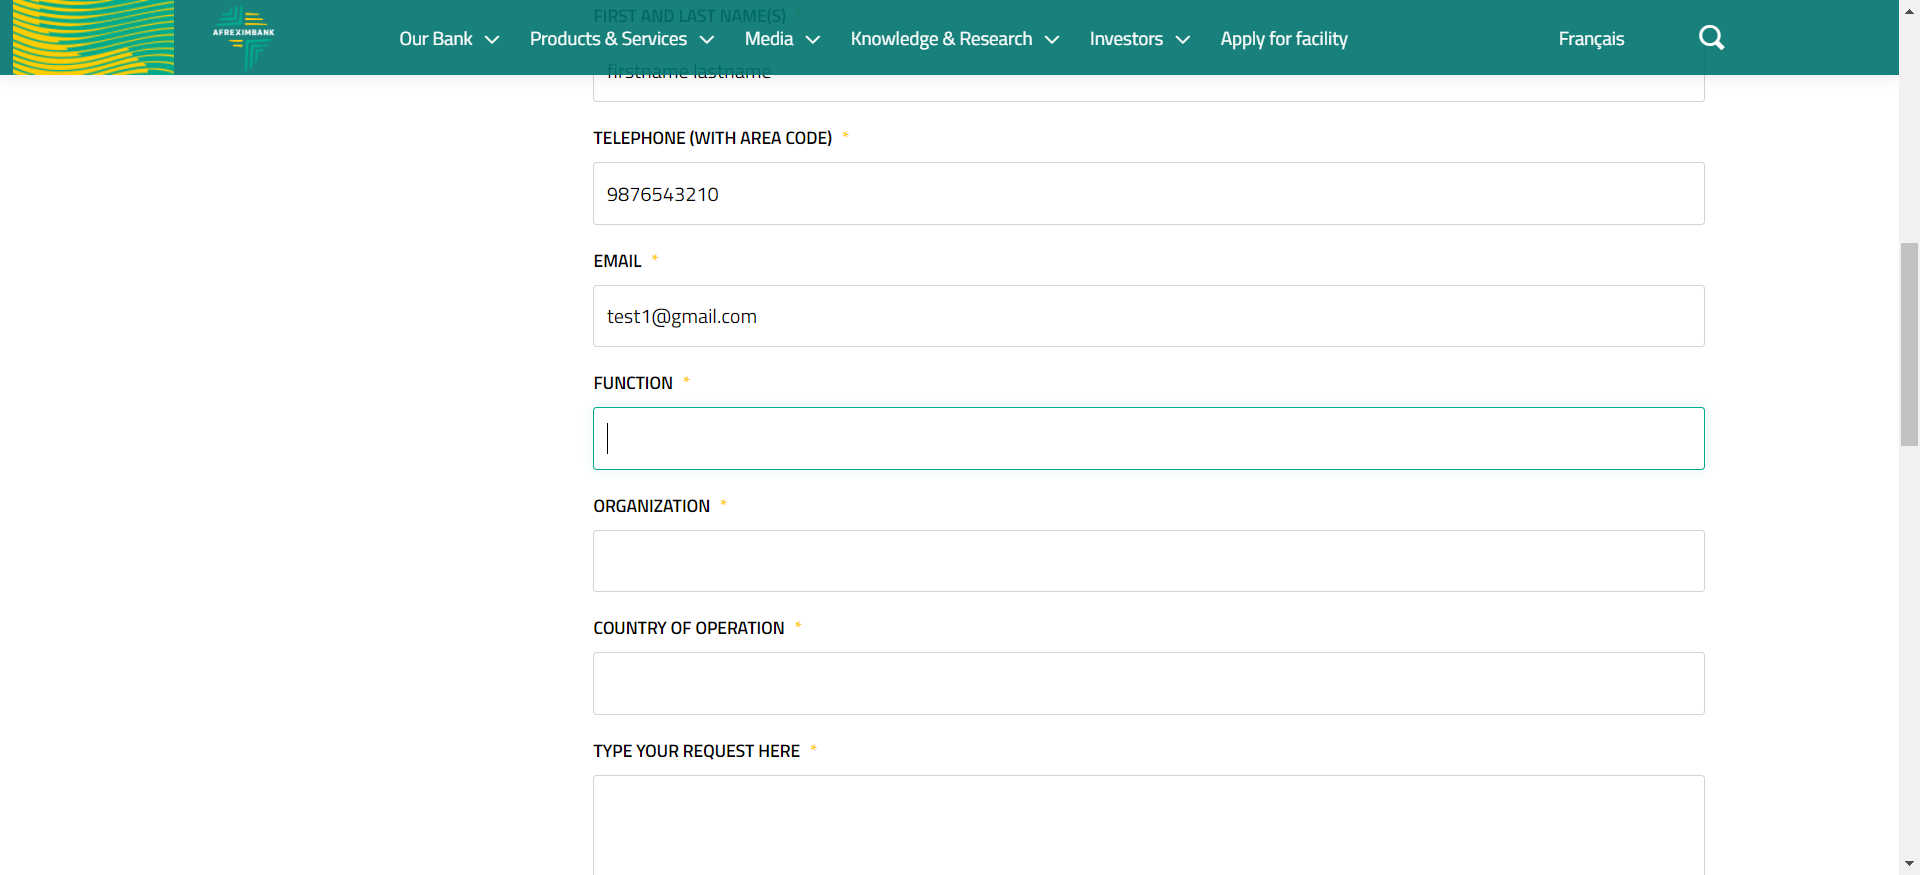 FIRST AND LAST NAME(S)
AFREXIMBANK
Our Bank Products & Services Media Knowledge & Research Investors Apply for facility Français
firstname lastname
TELEPHONE (WITH AREA CODE) *
9876543210
EMAIL *
test1@gmail.com
FUNCTION *
ORGANIZATION *
COUNTRY OF OPERATION *
TYPE YOUR REQUEST HERE *